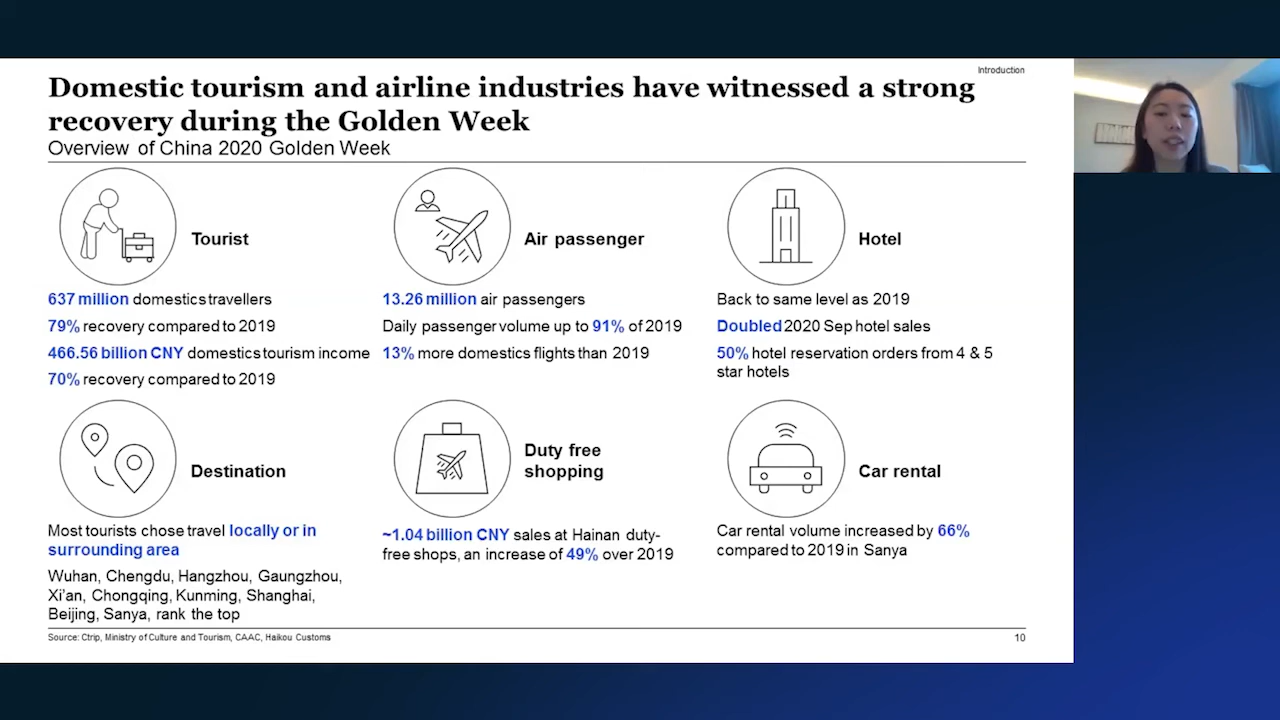 Introduction
Domestic tourism and airline industries have witnessed a strong
recovery during the Golden Week
Overview of China 2020 Golden Week
Tourist
637 million domestics travellers
79% recovery compared to 2019
466.56 billion CNY domestics tourism income
70% recovery compared to 2019
Air passenger
13.26 million air passengers
Daily passenger volume up to 91% of 2019
13% more domestics flights than 2019
Hotel
Back to same level as 2019
Doubled 2020 Sep hotel sales
50% hotel reservation orders from 4 & 5
star hotels
Destination
Most tourists chose travel locally or in
surrounding area
Wuhan, Chengdu, Hangzhou, Gaungzhou,
Xi'an, Chongqing, Kunming, Shanghai,
Beijing, Sanya, rank the top
Duty free
shopping
~1.04 billion CNY sales at Hainan duty-
free shops, an increase of 49% over 2019
Car rental
Car rental volume increased by 66%
compared to 2019 in Sanya
Source: Ctrip, Ministry of Culture and Tourism, CAAC, Haikou Customs
10